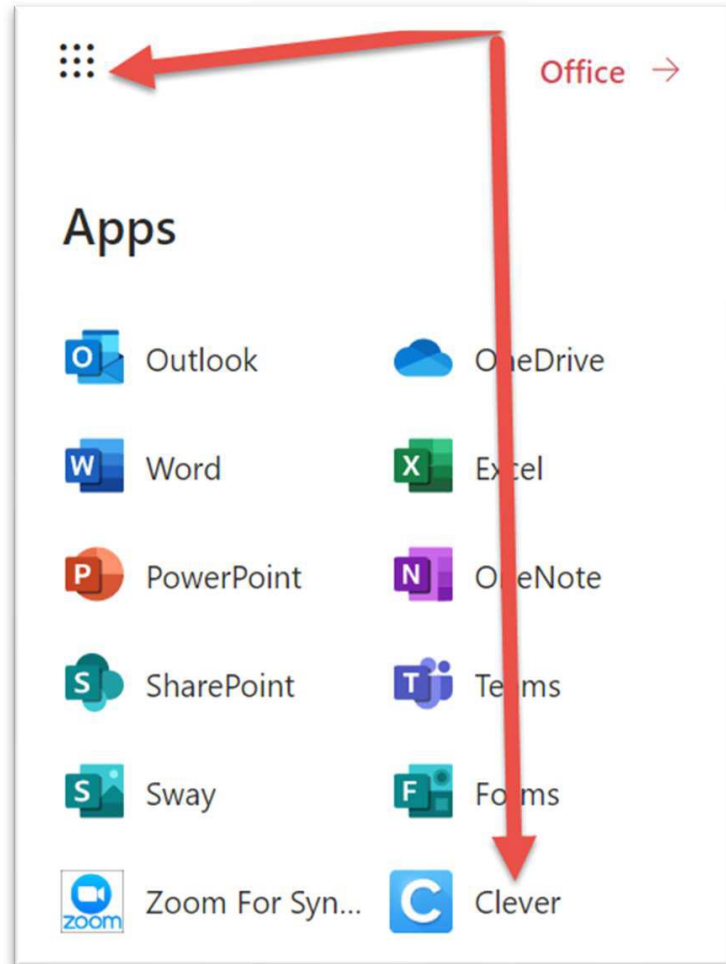 Office →
Apps
Outlook OneDrive
Word Excel
PowerPoint OneNote
SharePoint Teams
Sway Forms
Zoom For Syn... Clever